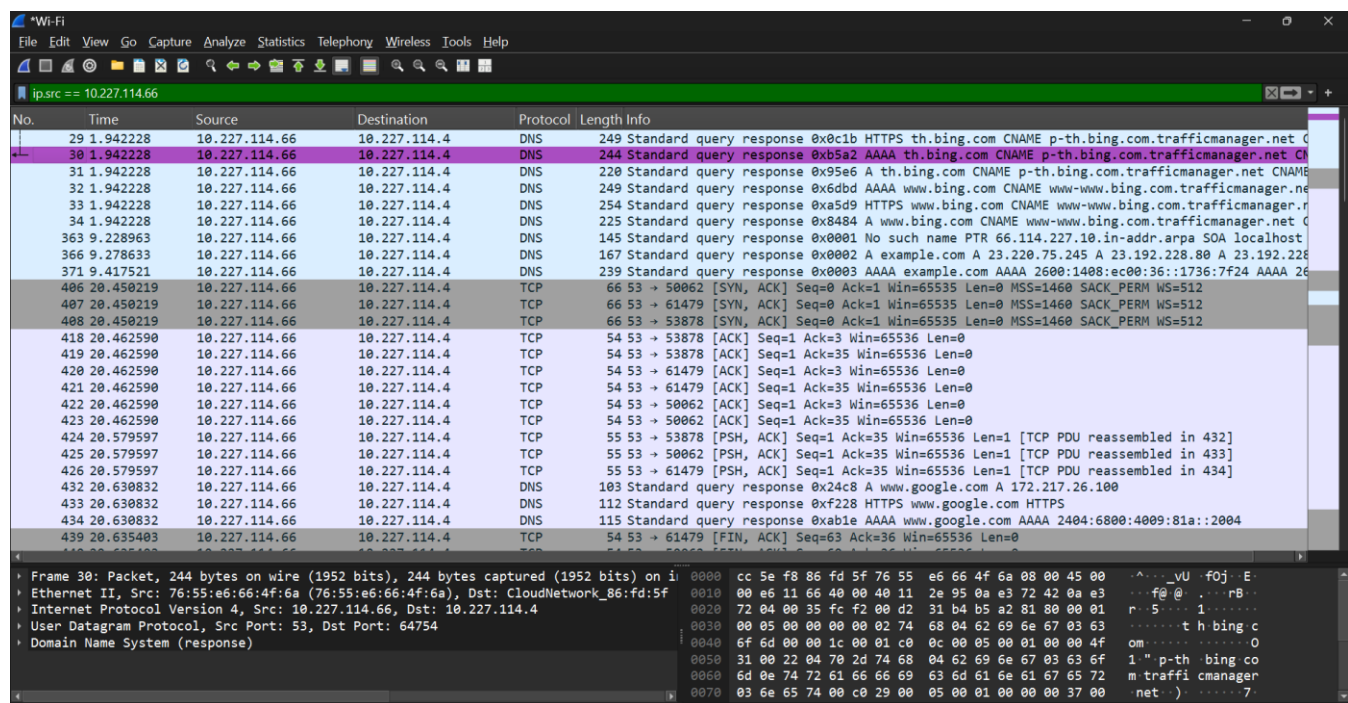 *Wi-Fi
File Edit View Go Capture Analyze Statistics Telephony Wireless Tools Help
ip.src == 10.227.114.66
No. Time Source Destination Protocol Length Info
29 1.942228 10.227.114.66 10.227.114.4 DNS 249 Standard query response 0x0c1b HTTPS th.bing.com CNAME p-th.bing.com.trafficmanager.net C
30 1.942228 10.227.114.66 10.227.114.4 DNS 244 Standard query response 0xb5a2 AAAA th.bing.com CNAME p-th.bing.com.trafficmanager.net CN
31 1.942228 10.227.114.66 10.227.114.4 DNS 220 Standard query response 0x95e6 A th.bing.com CNAME p-th.bing.com.trafficmanager.net CNAME
32 1.942228 10.227.114.66 10.227.114.4 DNS 249 Standard query response 0x6dbd AAAA www.bing.com CNAME www-www.bing.com.trafficmanager.ne
33 1.942228 10.227.114.66 10.227.114.4 DNS 254 Standard query response 0xa5d9 HTTPS www.bing.com CNAME www-www.bing.com.trafficmanager.r
34 1.942228 10.227.114.66 10.227.114.4 DNS 225 Standard query response 0x8484 A www.bing.com CNAME www-www.bing.com.trafficmanager.net C
363 9.228963 10.227.114.66 10.227.114.4 DNS 145 Standard query response 0x0001 No such name PTR 66.114.227.10.in-addr.arpa SOA localhost
366 9.278633 10.227.114.66 10.227.114.4 DNS 167 Standard query response 0x0002 A example.com A 23.220.75.245 A 23.192.228.80 A 23.192.228
371 9.417521 10.227.114.66 10.227.114.4 DNS 239 Standard query response 0x0003 AAAA example.com AAAA 2600:1408:ec00:36::1736:7f24 AAAA 26
406 20.450219 10.227.114.66 10.227.114.4 TCP 66 53 → 50062 [SYN, ACK] Seq=0 Ack=1 Win=65535 Len=0 MSS=1460 SACK_PERM WS=512
407 20.450219 10.227.114.66 10.227.114.4 TCP 66 53 → 61479 [SYN, ACK] Seq=0 Ack=1 Win=65535 Len=0 MSS=1460 SACK_PERM WS=512
408 20.450219 10.227.114.66 10.227.114.4 TCP 66 53 → 53878 [SYN, ACK] Seq=0 Ack=1 Win=65535 Len=0 MSS=1460 SACK_PERM WS=512
418 20.462590 10.227.114.66 10.227.114.4 TCP 54 53 → 53878 [ACK] Seq=1 Ack=3 Win=65536 Len=0
419 20.462590 10.227.114.66 10.227.114.4 TCP 54 53 → 53878 [ACK] Seq=1 Ack=35 Win=65536 Len=0
420 20.462590 10.227.114.66 10.227.114.4 TCP 54 53 → 61479 [ACK] Seq=1 Ack=3 Win=65536 Len=0
421 20.462590 10.227.114.66 10.227.114.4 TCP 54 53 → 61479 [ACK] Seq=1 Ack=35 Win=65536 Len=0
422 20.462590 10.227.114.66 10.227.114.4 TCP 54 53 → 50062 [ACK] Seq=1 Ack=3 Win=65536 Len=0
423 20.462590 10.227.114.66 10.227.114.4 TCP 54 53 → 50062 [ACK] Seq=1 Ack=35 Win=65536 Len=0
424 20.579597 10.227.114.66 10.227.114.4 TCP 55 53 → 53878 [PSH, ACK] Seq=1 Ack=35 Win=65536 Len=1 [TCP PDU reassembled in 432]
425 20.579597 10.227.114.66 10.227.114.4 TCP 55 53 → 50062 [PSH, ACK] Seq=1 Ack=35 Win=65536 Len=1 [TCP PDU reassembled in 433]
426 20.579597 10.227.114.66 10.227.114.4 TCP 55 53 → 61479 [PSH, ACK] Seq=1 Ack=35 Win=65536 Len=1 [TCP PDU reassembled in 434]
432 20.630832 10.227.114.66 10.227.114.4 DNS 103 Standard query response 0x24c8 A www.google.com A 172.217.26.100
433 20.630832 10.227.114.66 10.227.114.4 DNS 112 Standard query response 0xf228 HTTPS www.google.com HTTPS
434 20.630832 10.227.114.66 10.227.114.4 DNS 115 Standard query response 0xab1e AAAA www.google.com AAAA 2404:6800:4009:81a::2004
439 20.635403 10.227.114.66 10.227.114.4 TCP 54 53 → 61479 [FIN, ACK] Seq=63 Ack=36 Win=65536 Len=0
Frame 30: Packet, 244 bytes on wire (1952 bits), 244 bytes captured (1952 bits) on i
Ethernet II, Src: 76:55:e6:66:4f:6a (76:55:e6:66:4f:6a), Dst: CloudNetwork_86:fd:5f
Internet Protocol Version 4, Src: 10.227.114.66, Dst: 10.227.114.4
User Datagram Protocol, Src Port: 53, Dst Port: 64754
Domain Name System (response)
0000 cc 5e f8 86 fd 5f 76 55 e6 66 4f 6a 08 00 45 00 ·^···_vU ·fOj··E·
0010 00 e6 11 66 40 00 40 11 2e 95 0a e3 72 42 0a e3 ···f@·@· .···rB··
0020 72 04 00 35 fc f2 00 d2 31 b4 b5 a2 81 80 00 01 r··5···· 1·······
0030 00 05 00 00 00 00 02 74 68 04 62 69 6e 67 03 63 ·······t h·bing·c
0040 6f 6d 00 00 1c 00 01 c0 0c 00 05 00 01 00 00 4f om······ ·······O
0050 31 00 22 04 70 2d 74 68 04 62 69 6e 67 03 63 6f 1·"·p-th ·bing·co
0060 6d 0e 74 72 61 66 66 69 63 6d 61 6e 61 67 65 72 m·traffi cmanager
0070 03 6e 65 74 00 c0 29 00 05 00 01 00 00 00 37 00 ·net··)· ······7·